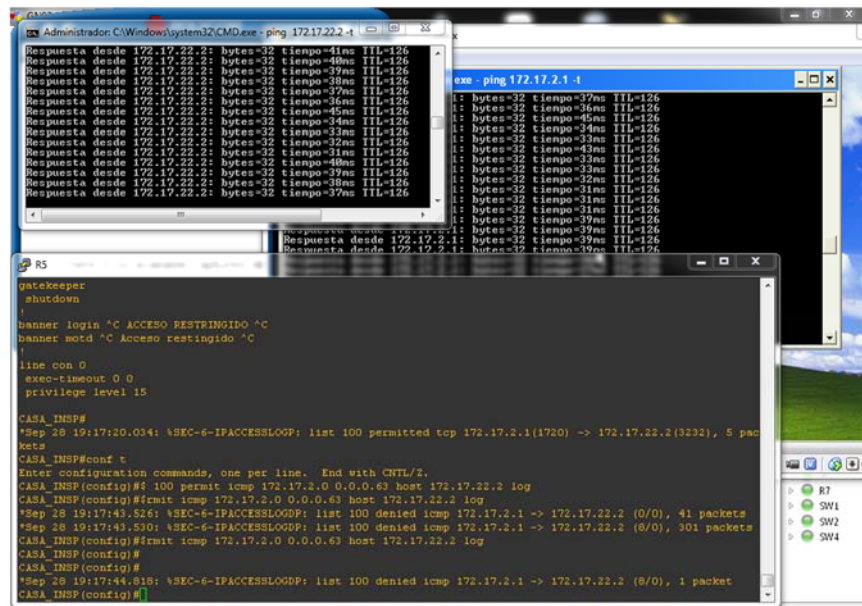 Administrador: C:\Windows\system32\CMD.exe - ping 172.17.22.2 -t
Respuesta desde 172.17.22.2: bytes=32 tiempo=41ms TTL=126
Respuesta desde 172.17.22.2: bytes=32 tiempo=40ms TTL=126
Respuesta desde 172.17.22.2: bytes=32 tiempo=39ms TTL=126
Respuesta desde 172.17.22.2: bytes=32 tiempo=38ms TTL=126
Respuesta desde 172.17.22.2: bytes=32 tiempo=37ms TTL=126
Respuesta desde 172.17.22.2: bytes=32 tiempo=36ms TTL=126
Respuesta desde 172.17.22.2: bytes=32 tiempo=45ms TTL=126
Respuesta desde 172.17.22.2: bytes=32 tiempo=34ms TTL=126
Respuesta desde 172.17.22.2: bytes=32 tiempo=33ms TTL=126
Respuesta desde 172.17.22.2: bytes=32 tiempo=32ms TTL=126
Respuesta desde 172.17.22.2: bytes=32 tiempo=31ms TTL=126
Respuesta desde 172.17.22.2: bytes=32 tiempo=40ms TTL=126
Respuesta desde 172.17.22.2: bytes=32 tiempo=39ms TTL=126
Respuesta desde 172.17.22.2: bytes=32 tiempo=38ms TTL=126
Respuesta desde 172.17.22.2: bytes=32 tiempo=37ms TTL=126
exe - ping 172.17.2.1 -t
1: bytes=32 tiempo=37ms TTL=126
1: bytes=32 tiempo=36ms TTL=126
1: bytes=32 tiempo=45ms TTL=126
1: bytes=32 tiempo=34ms TTL=126
1: bytes=32 tiempo=33ms TTL=126
1: bytes=32 tiempo=43ms TTL=126
1: bytes=32 tiempo=33ms TTL=126
1: bytes=32 tiempo=33ms TTL=126
1: bytes=32 tiempo=32ms TTL=126
1: bytes=32 tiempo=31ms TTL=126
1: bytes=32 tiempo=31ms TTL=126
1: bytes=32 tiempo=39ms TTL=126
1: bytes=32 tiempo=39ms TTL=126
Respuesta desde 172.17.2.1: bytes=32 tiempo=39ms TTL=126
Respuesta desde 172.17.2.1: bytes=32 tiempo=39ms TTL=126
R5
gatekeeper
shutdown
!
banner login ^C ACCESO RESTRINGIDO ^C
banner motd ^C Acceso restingido ^C
!
line con 0
exec-timeout 0 0
privilege level 15
CASA_INSP#
*Sep 28 19:17:20.034: %SEC-6-IPACCESSLOGP: list 100 permitted tcp 172.17.2.1(1720) -> 172.17.22.2(3232), 5 pac
kets
CASA_INSP#conf t
Enter configuration commands, one per line. End with CNTL/Z.
CASA_INSP(config)#$ 100 permit icmp 172.17.2.0 0.0.0.63 host 172.17.22.2 log
CASA_INSP(config)#$rmit icmp 172.17.2.0 0.0.0.63 host 172.17.22.2 log
*Sep 28 19:17:43.526: %SEC-6-IPACCESSLOGDP: list 100 denied icmp 172.17.2.1 -> 172.17.22.2 (0/0), 41 packets
*Sep 28 19:17:43.530: %SEC-6-IPACCESSLOGDP: list 100 denied icmp 172.17.2.1 -> 172.17.22.2 (8/0), 301 packets
CASA_INSP(config)#$rmit icmp 172.17.2.0 0.0.0.63 host 172.17.22.2 log
CASA_INSP(config)#
CASA_INSP(config)#
*Sep 28 19:17:44.818: %SEC-6-IPACCESSLOGDP: list 100 denied icmp 172.17.2.1 -> 172.17.22.2 (8/0), 1 packet
CASA_INSP(config)#
R7
SW1
SW2
SW4